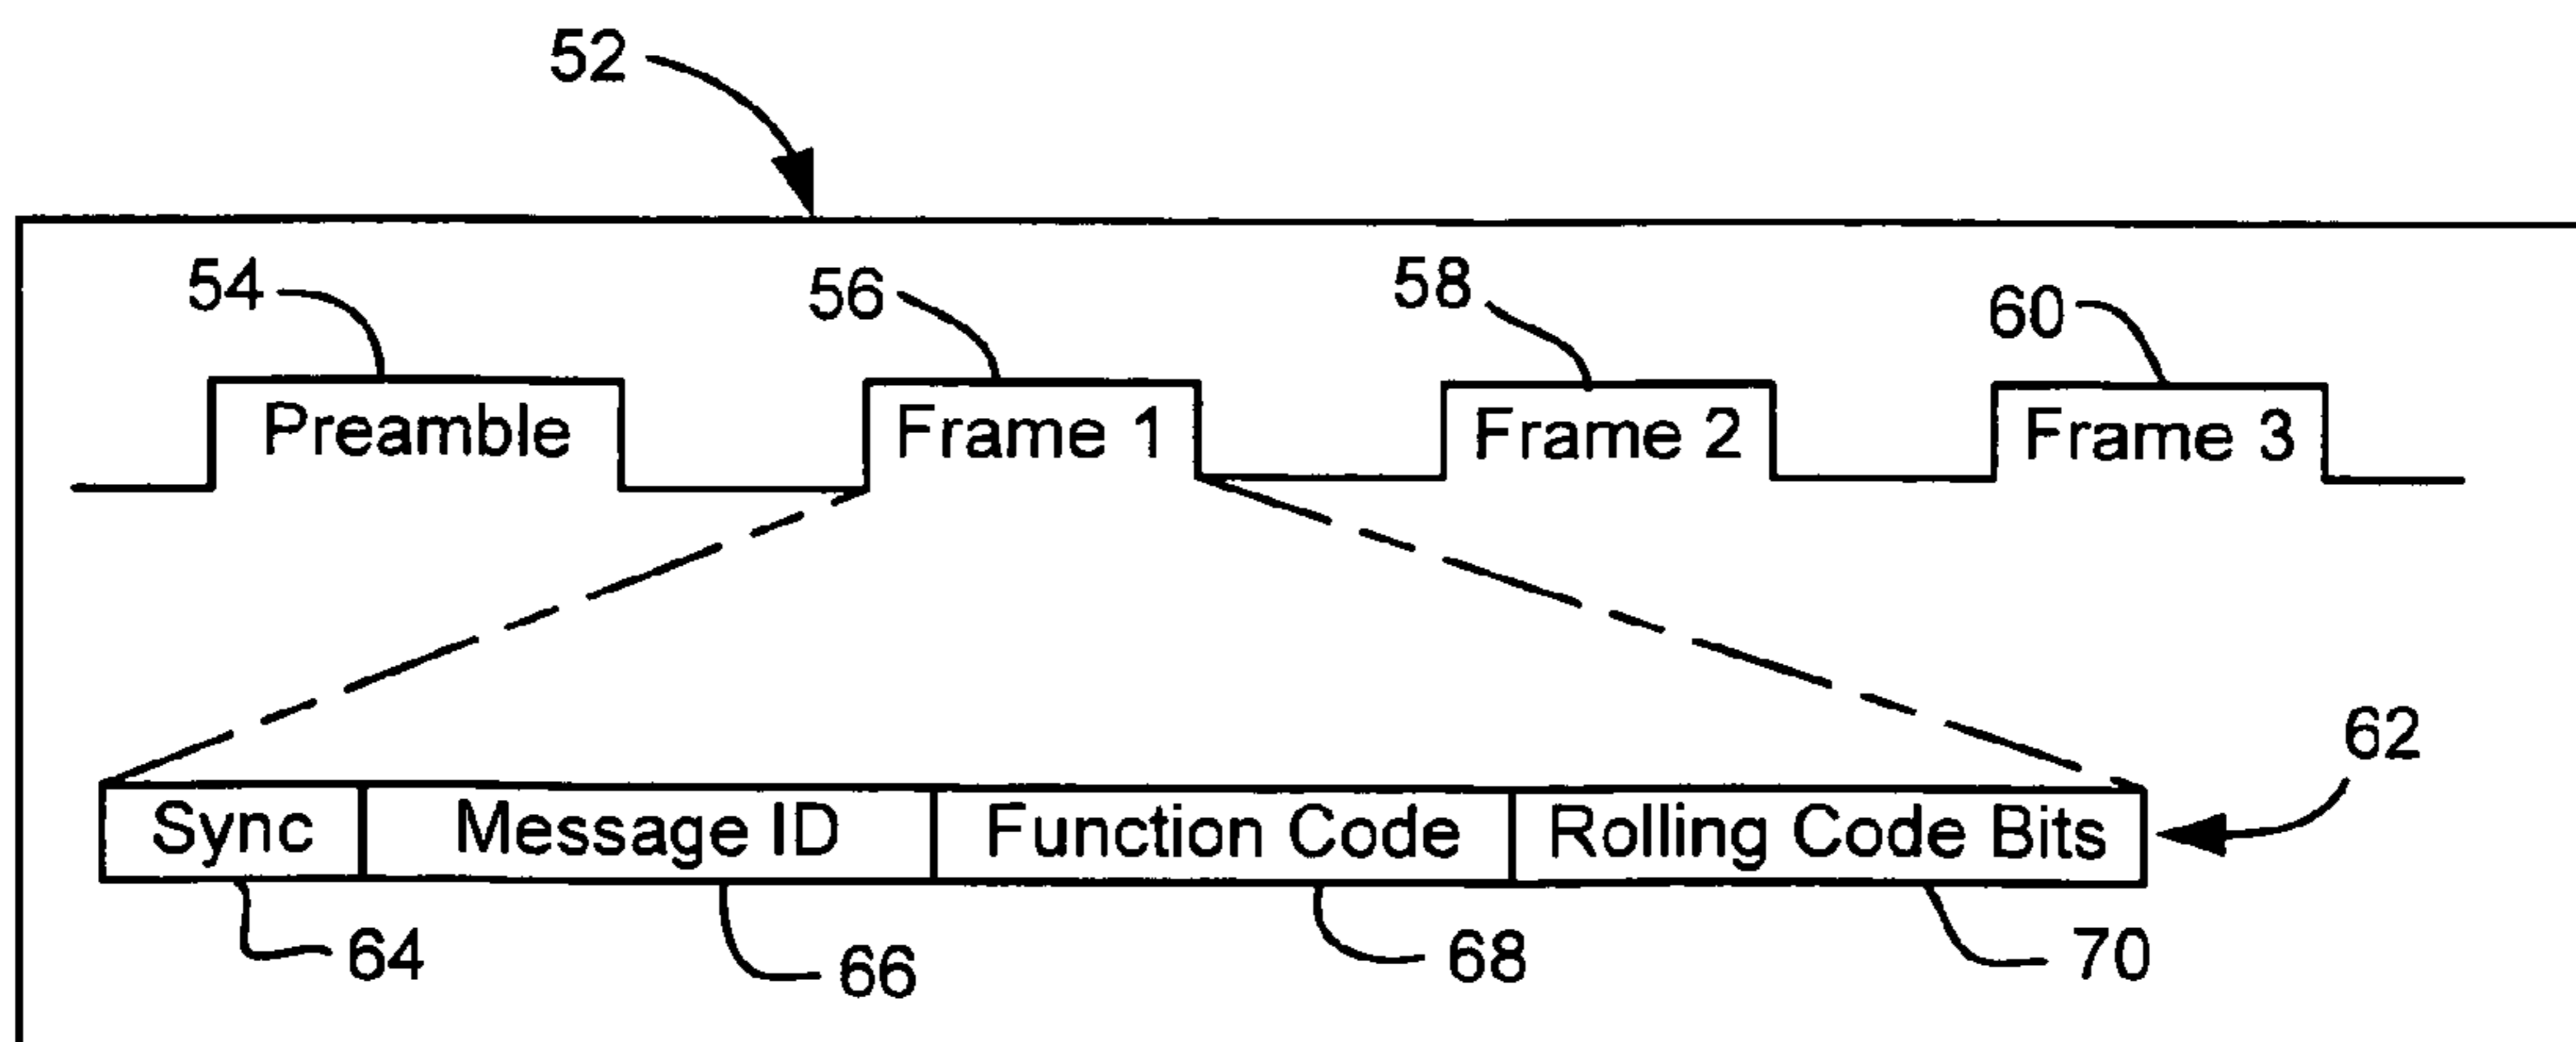 52
54 56 58 60
Preamble Frame 1 Frame 2 Frame 3
62
Sync Message ID Function Code Rolling Code Bits
64 66 68 70